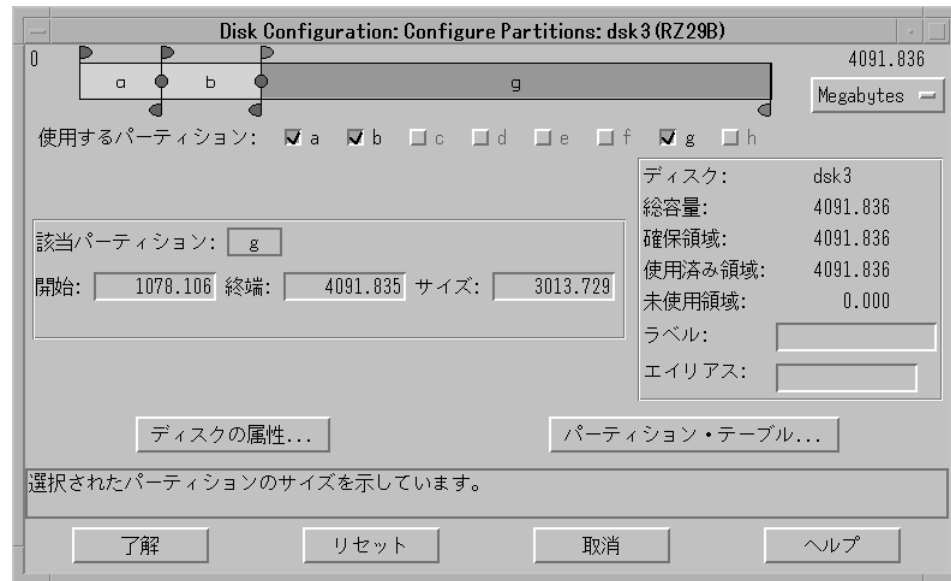 Disk Configuration: Configure Partitions: dsk3 (RZ29B)
0
4091.836
a b g
Megabytes
使用するパーティション: a b c d e f g h
ディスク: dsk3
総容量: 4091.836
確保領域: 4091.836
使用済み領域: 4091.836
未使用領域: 0.000
ラベル:
エイリアス:
該当パーティション: g
開始: 1078.106 終端: 4091.835 サイズ: 3013.729
ディスクの属性... パーティション・テーブル...
選択されたパーティションのサイズを示しています。
了解 リセット 取消 ヘルプ